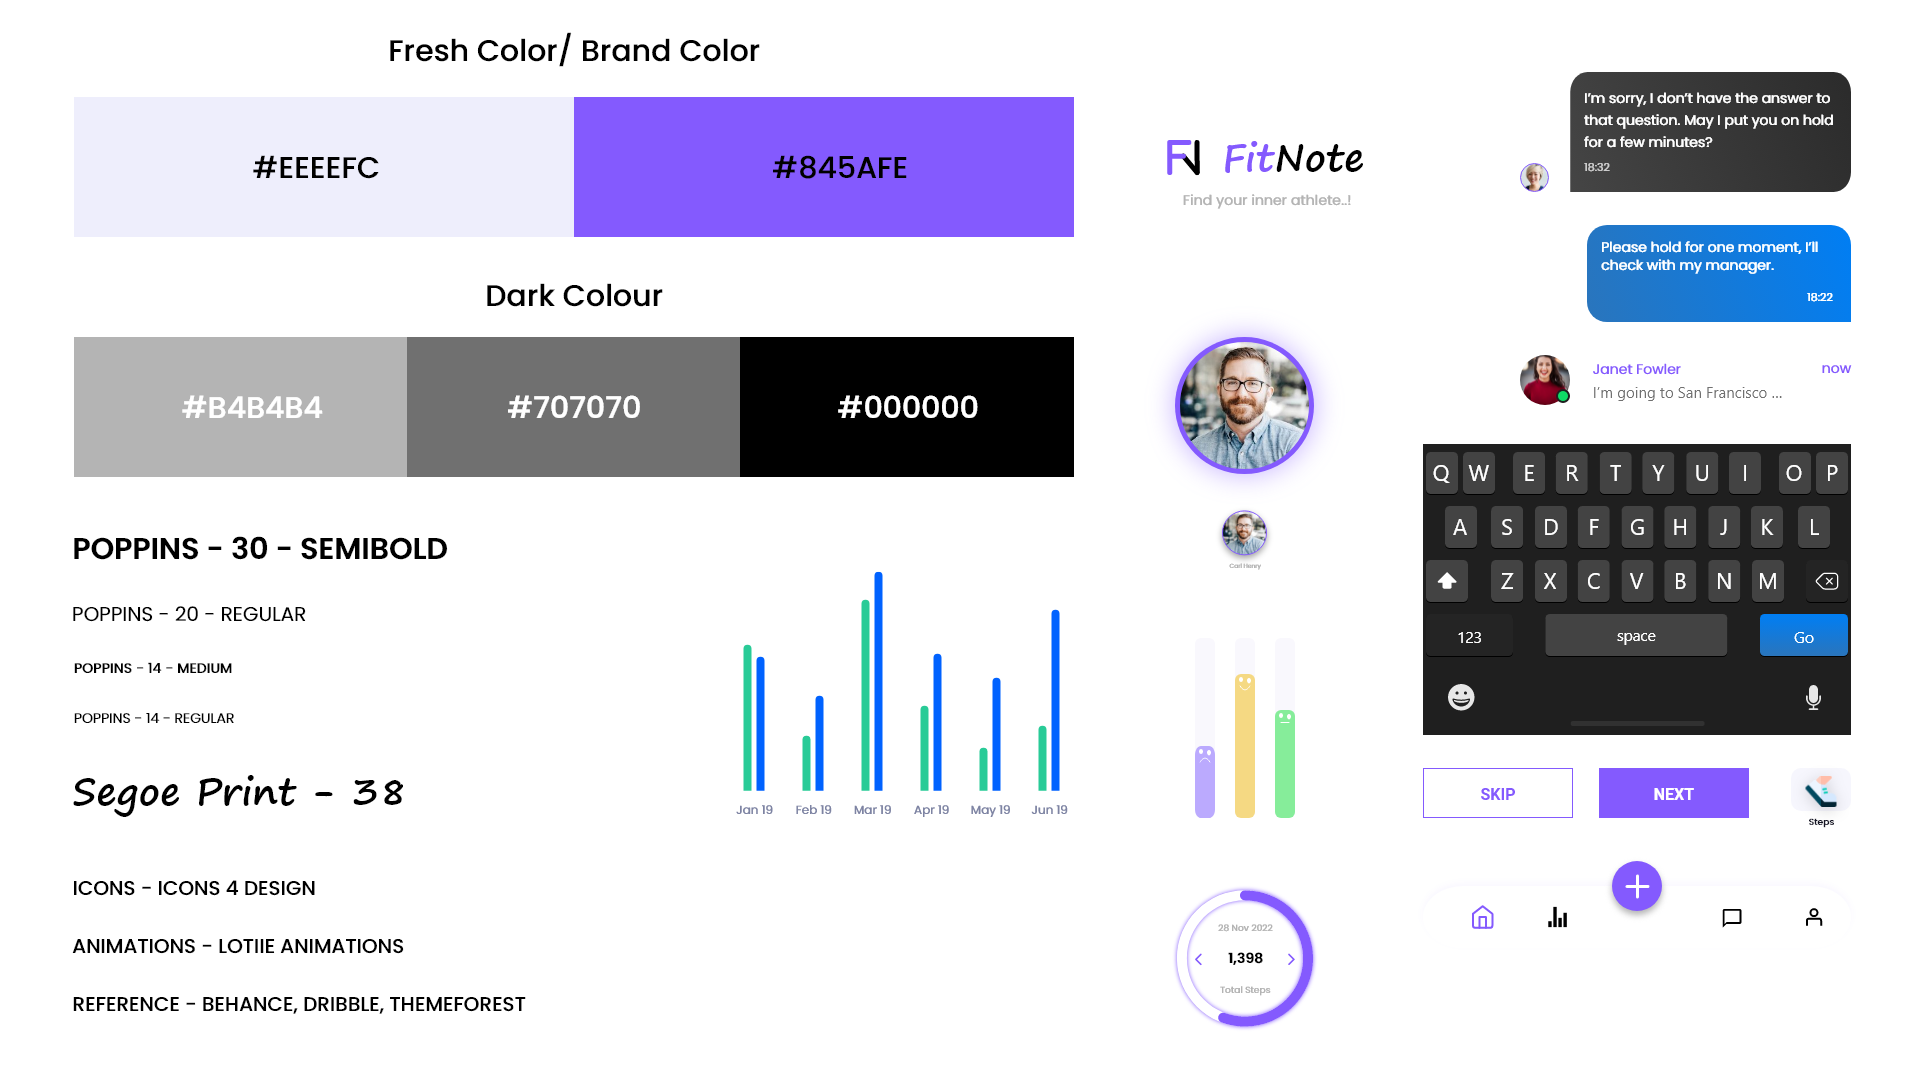 Fresh Color/ Brand Color
#EEEEFC
#845AFE
Dark Colour
#B4B4B4
#707070
#000000
POPPINS - 30 - SEMIBOLD
POPPINS - 20 - REGULAR
POPPINS - 14 - MEDIUM
POPPINS - 14 - REGULAR
Segoe Print - 38
ICONS - ICONS 4 DESIGN
ANIMATIONS - LOTIIE ANIMATIONS
REFERENCE - BEHANCE, DRIBBLE, THEMEFOREST
Jan 19
Feb 19
Mar 19
Apr 19
May 19
Jun 19
FN FitNote
Find your inner athlete..!
Carl Henry
28 Nov 2022
1,398
Total Steps
I'm sorry, I don't have the answer to
that question. May I put you on hold
for a few minutes?
18:32
Please hold for one moment, I'll
check with my manager.
18:22
Janet Fowler
now
I'm going to San Francisco ...
Q W E R T Y U I O P
A S D F G H J K L
Z X C V B N M
123
space
Go
SKIP
NEXT
Steps